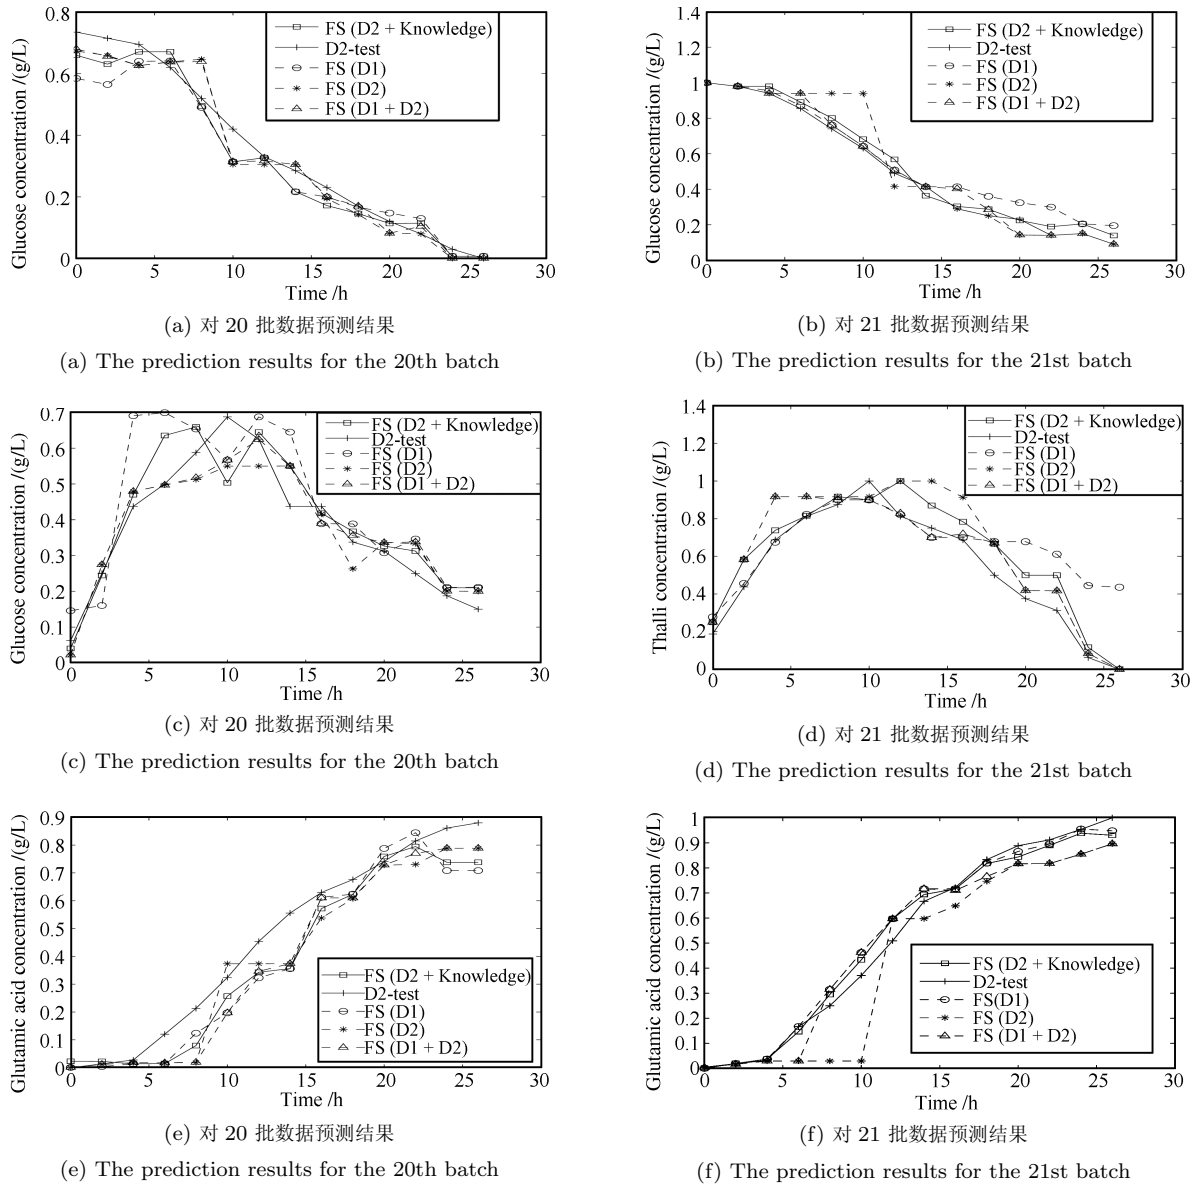 Glucose concentration /(g/L)
0.8
0.6
0.4
0.2
0
FS (D2 + Knowledge)
D2-test
FS (D1)
FS (D2)
FS (D1 + D2)
0 5 10 15 20 25 30
Time /h
(a) 对 20 批数据预测结果
(a) The prediction results for the 20th batch
Glucose concentration /(g/L)
1.4
1.2
1
0.8
0.6
0.4
0.2
0
FS (D2 + Knowledge)
D2-test
FS (D1)
FS (D2)
FS (D1 + D2)
0 5 10 15 20 25 30
Time /h
(b) 对 21 批数据预测结果
(b) The prediction results for the 21st batch
Glucose concentration /(g/L)
0.7
0.6
0.5
0.4
0.3
0.2
0.1
0
FS (D2 + Knowledge)
D2-test
FS (D1)
FS (D2)
FS (D1 + D2)
0 5 10 15 20 25 30
Time /h
(c) 对 20 批数据预测结果
(c) The prediction results for the 20th batch
Thalli concentration /(g/L)
1.4
1.2
1
0.8
0.6
0.4
0.2
0
FS (D2 + Knowledge)
D2-test
FS (D1)
FS (D2)
FS (D1 + D2)
0 5 10 15 20 25 30
Time /h
(d) 对 21 批数据预测结果
(d) The prediction results for the 21st batch
Glutamic acid concentration /(g/L)
0.9
0.8
0.7
0.6
0.5
0.4
0.3
0.2
0.1
0
FS (D2 + Knowledge)
D2-test
FS (D1)
FS (D2)
FS (D1 + D2)
0 5 10 15 20 25 30
Time /h
(e) 对 20 批数据预测结果
(e) The prediction results for the 20th batch
Glutamic acid concentration /(g/L)
1
0.9
0.8
0.7
0.6
0.5
0.4
0.3
0.2
0.1
0
FS (D2 + Knowledge)
D2-test
FS(D1)
FS (D2)
FS (D1 + D2)
0 5 10 15 20 25 30
Time /h
(f) 对 21 批数据预测结果
(f) The prediction results for the 21st batch